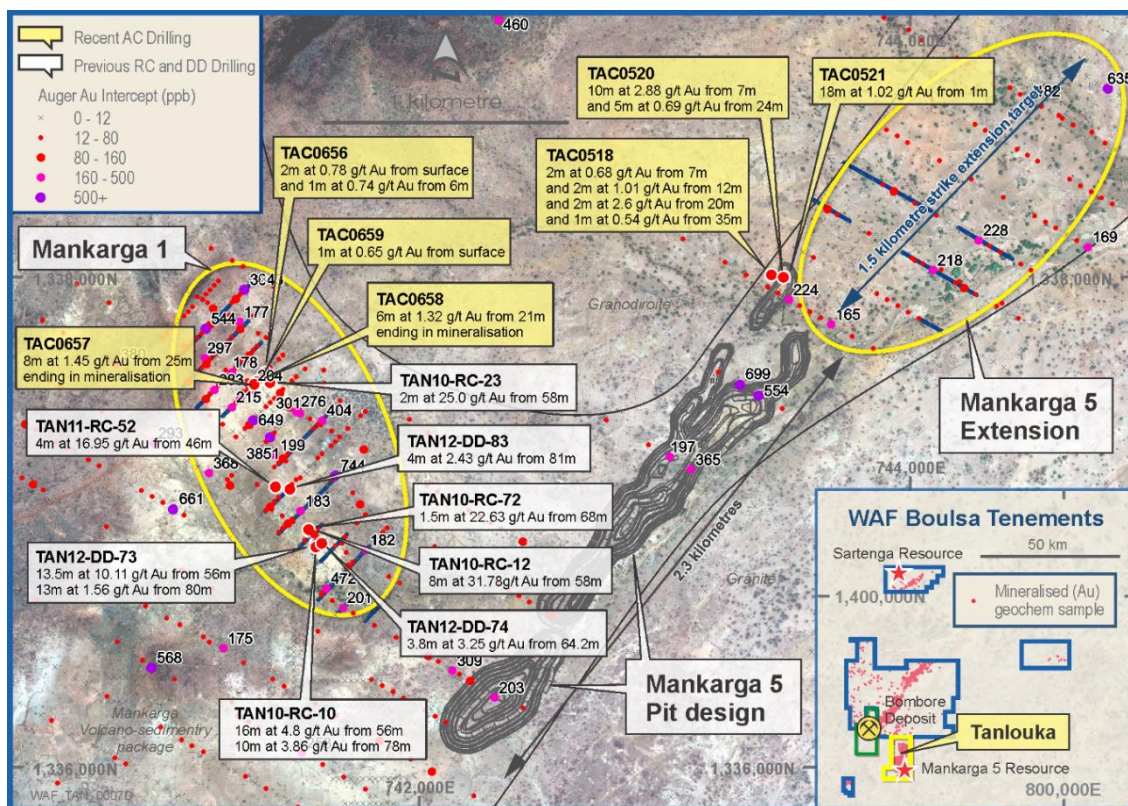 Recent AC Drilling
Previous RC and DD Drilling
Auger Au Intercept (ppb)
0 - 12
12 - 80
80 - 160
160 - 500
500+
460
1 kilometre
744,000E
TAC0520
10m at 2.88 g/t Au from 7m
and 5m at 0.69 g/t Au from 24m
TAC0521
18m at 1.02 g/t Au from 1m
635
182
TAC0656
2m at 0.78 g/t Au from surface
and 1m at 0.74 g/t Au from 6m
TAC0518
2m at 0.68 g/t Au from 7m
and 2m at 1.01 g/t Au from 12m
and 2m at 2.6 g/t Au from 20m
and 1m at 0.54 g/t Au from 35m
1.5 kilometre strike extension target
Mankarga 1
TAC0659
1m at 0.65 g/t Au from surface
228
169
218
1,338,000N
1,338,000N
224
165
Granodiroite
544
177
TAC0658
6m at 1.32 g/t Au from 21m
ending in mineralisation
297
178
TAC0657
8m at 1.45 g/t Au from 25m
ending in mineralisation
204
215
301
276
404
TAN10-RC-23
2m at 25.0 g/t Au from 58m
699
554
Mankarga 5
Extension
TAN11-RC-52
4m at 16.95 g/t Au from 46m
649
3851
199
293
368
TAN12-DD-83
4m at 2.43 g/t Au from 81m
197
365
744,000E
744
183
661
TAN10-RC-72
1.5m at 22.63 g/t Au from 68m
2.3 kilometres
TAN12-DD-73
13.5m at 10.11 g/t Au from 56m
13m at 1.56 g/t Au from 80m
182
TAN10-RC-12
8m at 31.78g/t Au from 58m
Granite
472
201
TAN12-DD-74
3.8m at 3.25 g/t Au from 64.2m
175
568
309
203
Mankarga 5
Pit design
TAN10-RC-10
16m at 4.8 g/t Au from 56m
10m at 3.86 g/t Au from 78m
Mankarga
Volcano-sedimentry
package
1,336,000N
742,000E
WAF_TAN_0007D
WAF Boulsa Tenements
Sartenga Resource
50 km
Mineralised (Au)
geochem sample
1,400,000N
Bombore
Deposit
Tanlouka
Mankarga 5 Resource
800,000E